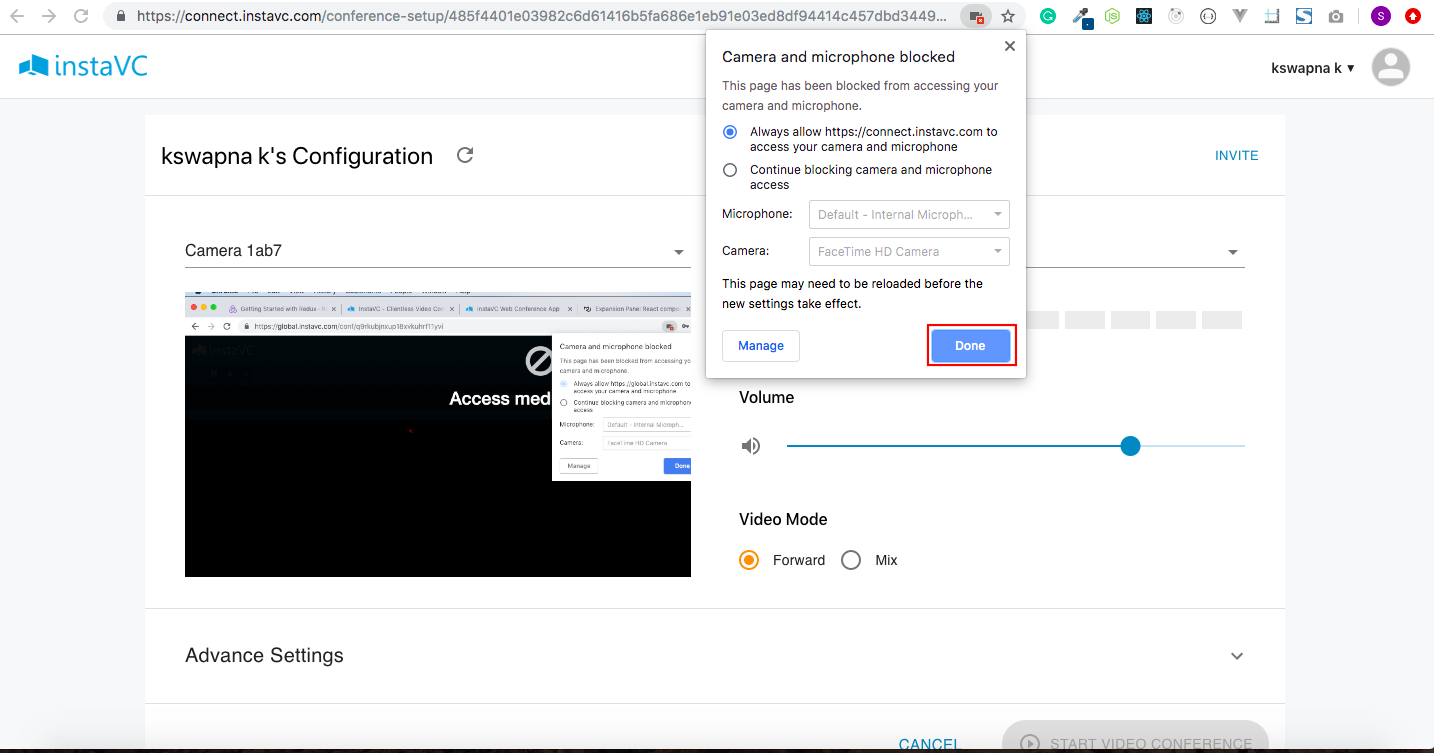 https://connect.instavc.com/conference-setup/485f4401e03982c6d61416b5fa686e1eb91e03ed8df94414c457dbd3449...
S
instaVC
kswapna k ▼
Camera and microphone blocked
This page has been blocked from accessing your
camera and microphone.
Always allow https://connect.instavc.com to
access your camera and microphone
Continue blocking camera and microphone
access
Microphone:
Default - Internal Microph...
Camera:
FaceTime HD Camera
This page may need to be reloaded before the
new settings take effect.
Manage
Done
kswapna k's Configuration
INVITE
Camera 1ab7
Getting Started with Redux - R
InstaVC - Clientless Video Con
InstaVC Web Conference App
Expansion Panel React compo
https://global.instavc.com/conf/q9rkubjnxup18xvkuhrf11yvi
instaVC
Access med
Camera and microphone blocked
This page has been blocked from accessing yo
camera and microphone.
Always allow https://global.instavc.com to
access your camera and microphone
Continue blocking camera and microphon
access
Microphone:
Default - Internal Microph...
Camera:
FaceTime HD Camera
Manage
Done
Volume
Video Mode
Forward
Mix
Advance Settings
CANCEL
START VIDEO CONFERENCE